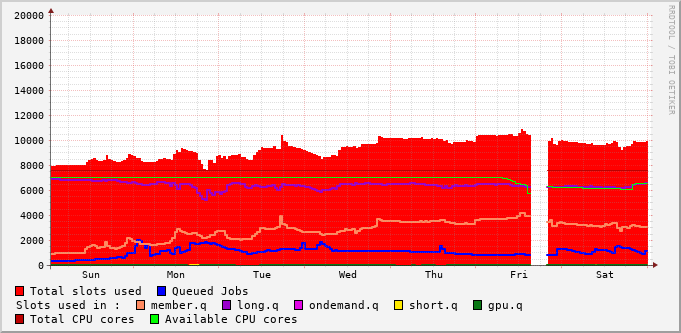 20000
18000
16000
14000
12000
10000
8000
6000
4000
2000
0
Sun Mon Tue Wed Thu Fri Sat
RRDTOOL / TOBI OETIKER
Total slots used Queued Jobs
Slots used in : member.q long.q ondemand.q short.q gpu.q
Total CPU cores Available CPU cores